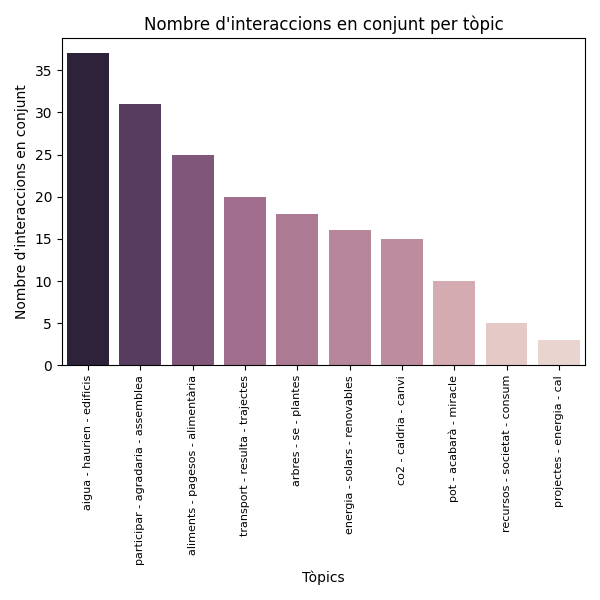 Nombre d'interaccions en conjunt per tòpic
Nombre d'interaccions en conjunt
35
30
25
20
15
10
5
0
aigua - haurien - edificis
participar - agradaria - assemblea
aliments - pagesos - alimentària
transport - resulta - trajectes
arbres - se - plantes
energia - solars - renovables
co2 - caldria - canvi
pot - acabarà - miracle
recursos - societat - consum
projectes - energia - cal
Tòpics